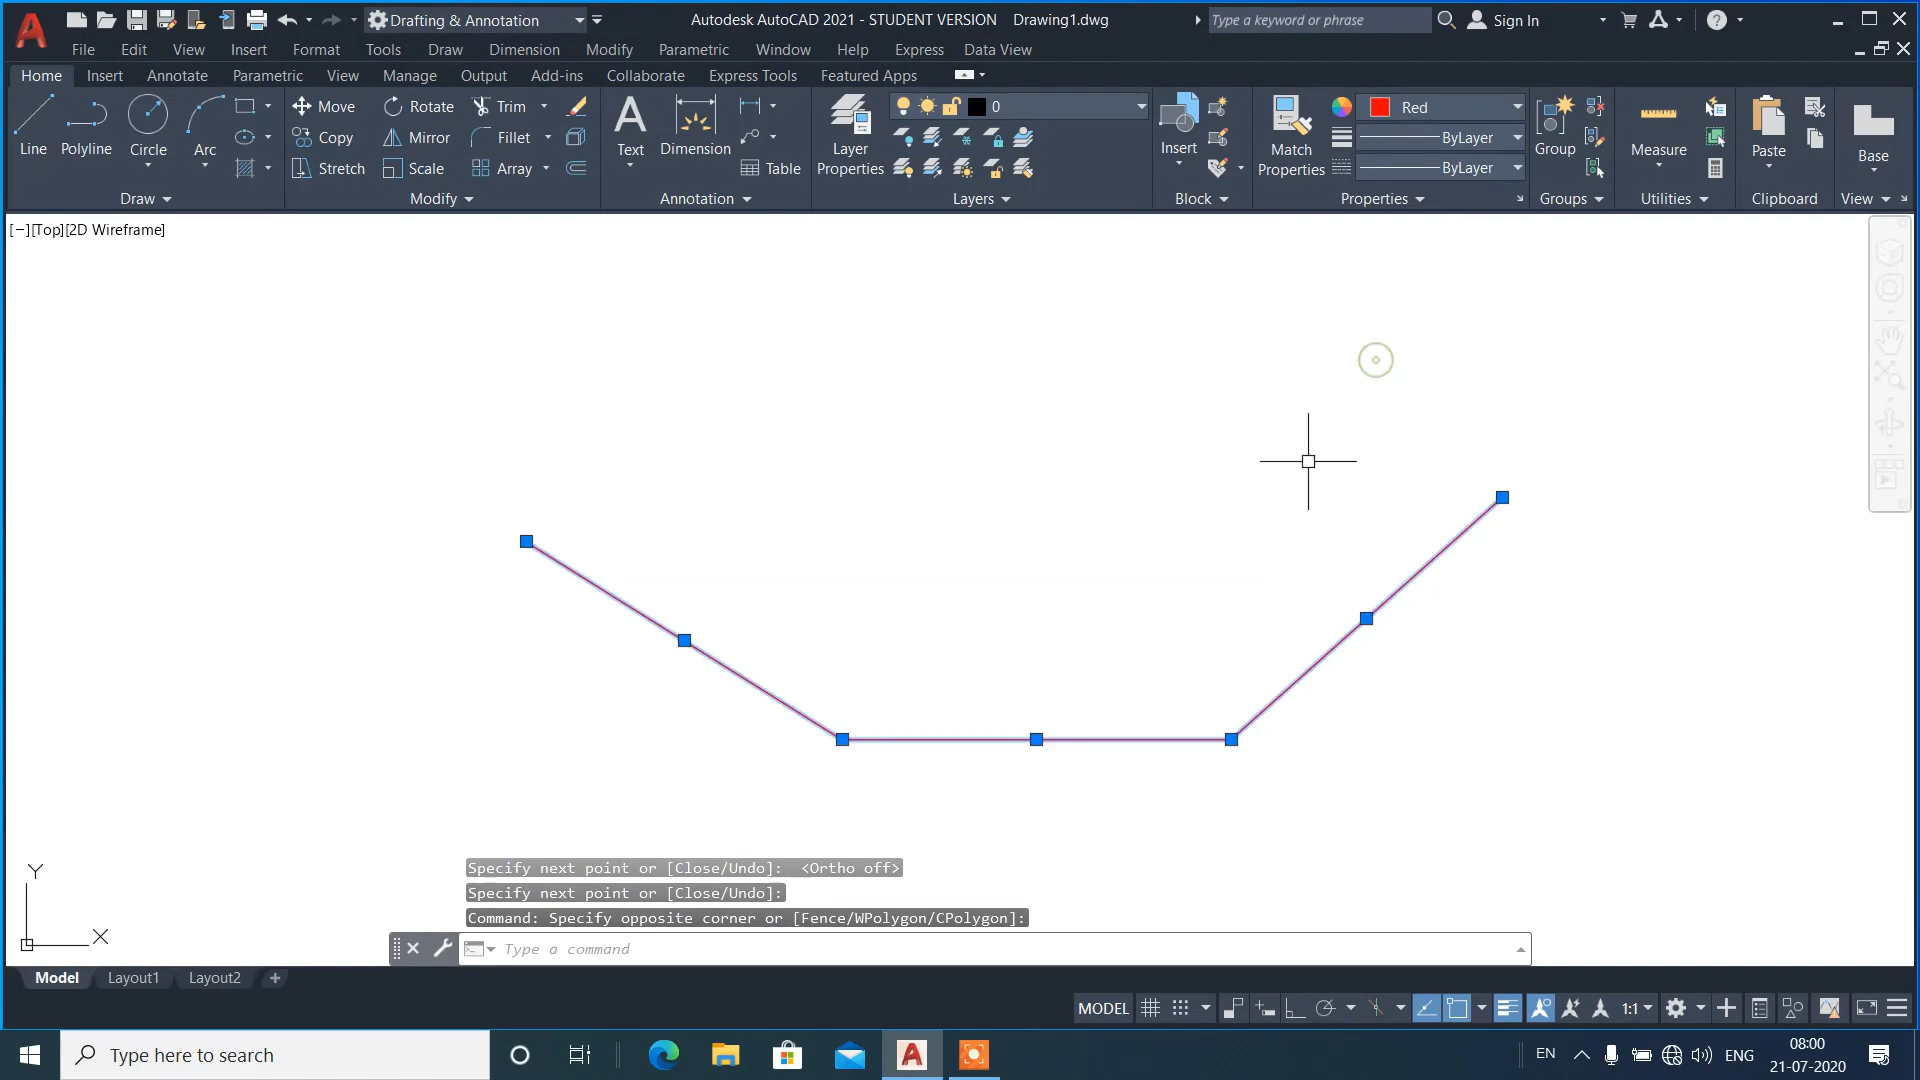 Drafting & Annotation
Autodesk AutoCAD 2021 - STUDENT VERSION Drawing1.dwg
Type a keyword or phrase
Sign In
File Edit View Insert Format Tools Draw Dimension Modify Parametric Window Help Express Data View
Home Insert Annotate Parametric View Manage Output Add-ins Collaborate Express Tools Featured Apps
Line Polyline Circle Arc
Move Rotate Trim
Copy Mirror Fillet
Stretch Scale Array
Text Dimension Table
Layer Properties
0
Insert
Match Properties
Red
ByLayer
ByLayer
Group
Measure
Paste
Base
Draw Modify Annotation Layers Block Properties Groups Utilities Clipboard View
[−][Top][2D Wireframe]
Y
X
Specify next point or [Close/Undo]: <Ortho off>
Specify next point or [Close/Undo]:
Command: Specify opposite corner or [Fence/WPolygon/CPolygon]:
Type a command
Model Layout1 Layout2 +
MODEL 1:1
Type here to search
EN ENG
08:00
21-07-2020